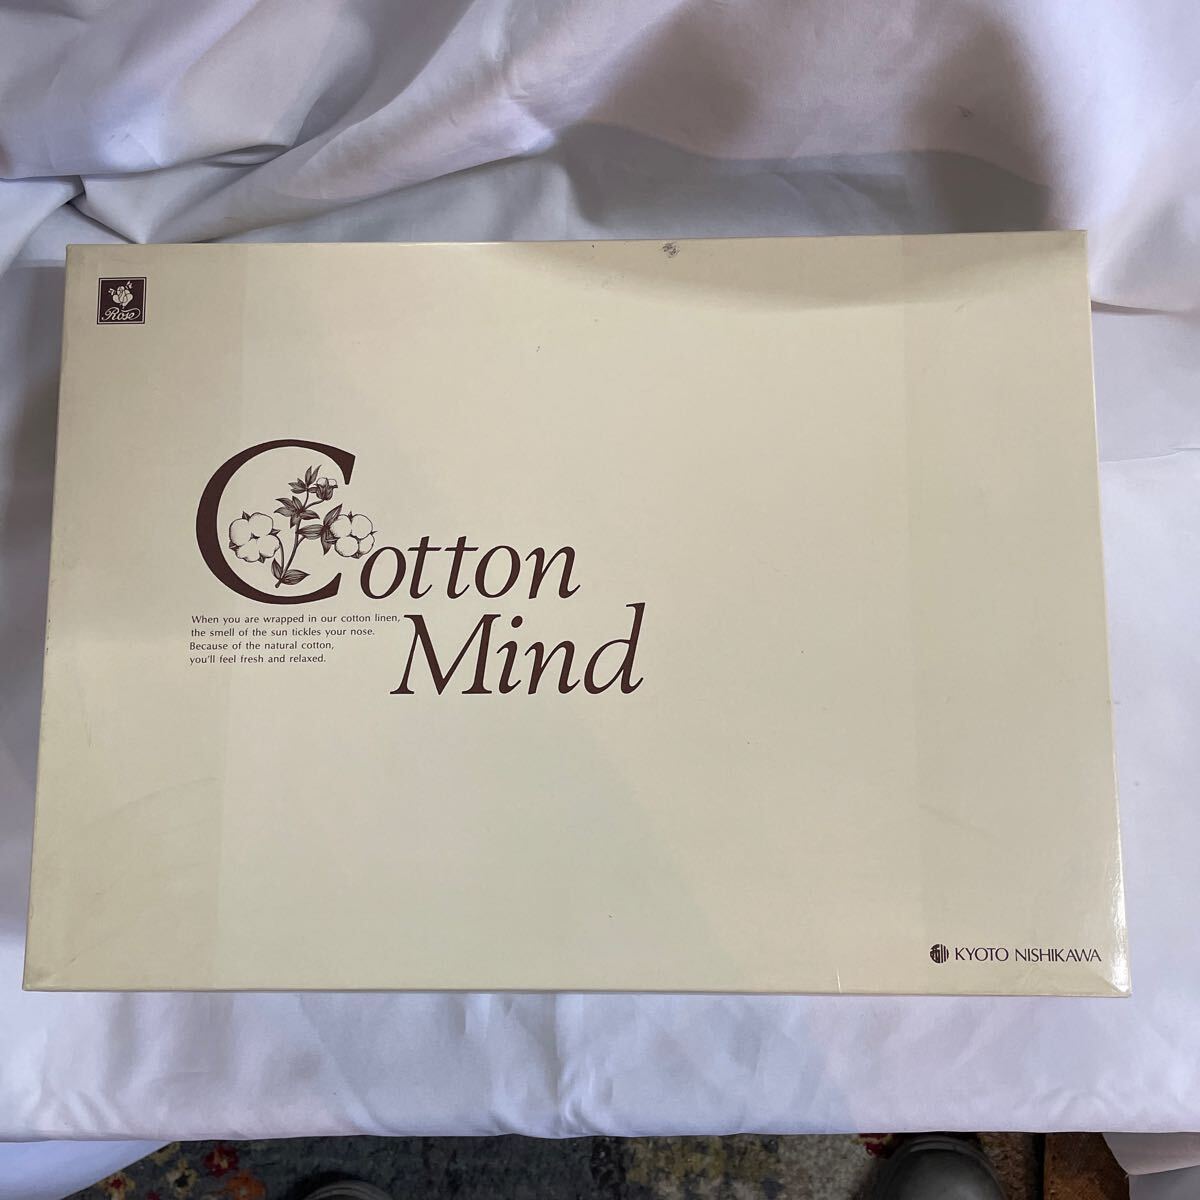 Rose
Cotton
Mind
When you are wrapped in our cotton linen,
the smell of the sun tickles your nose.
Because of the natural cotton,
you'll feel fresh and relaxed.
KYOTO NISHIKAWA